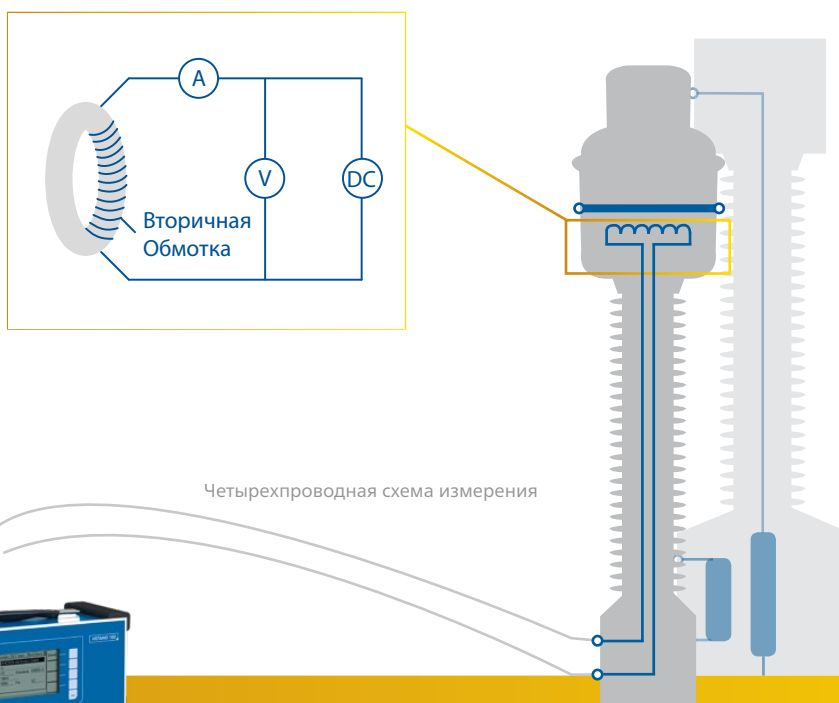 A
V
DC
Вторичная
Обмотка
Четырехпроводная схема измерения